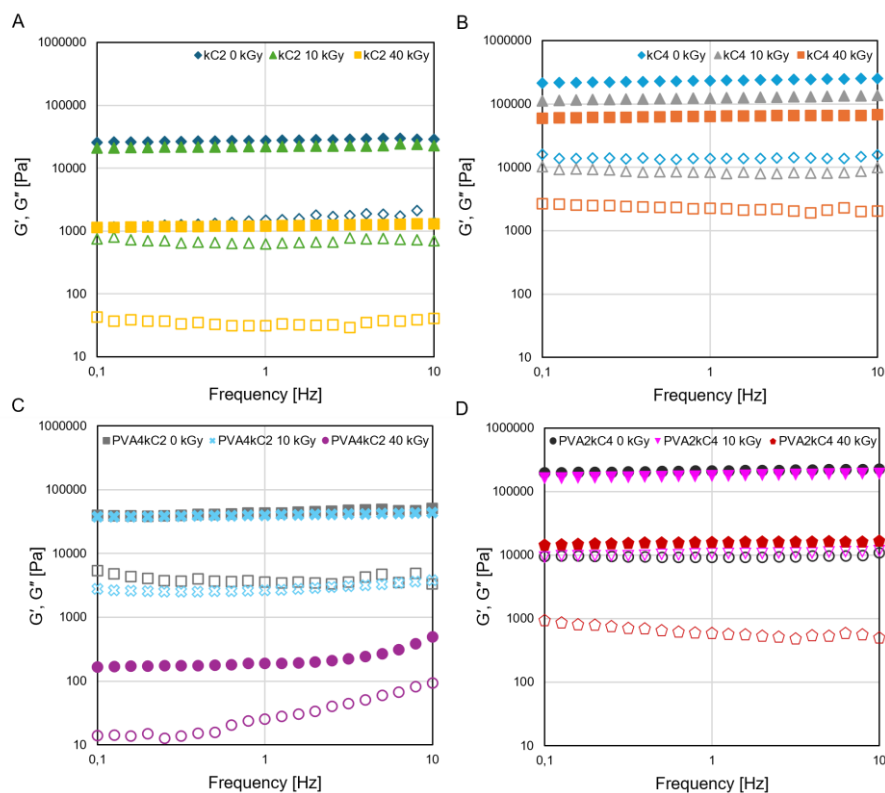 A
◆ kC2 0 kGy ▲ kC2 10 kGy ■ kC2 40 kGy
1000000
100000
10000
1000
100
10
G′, G″ [Pa]
0,1 1 10
Frequency [Hz]
B
◆ kC4 0 kGy ▲ kC4 10 kGy ■ kC4 40 kGy
1000000
100000
10000
1000
100
10
G′, G″ [Pa]
0,1 1 10
Frequency [Hz]
C
■ PVA4kC2 0 kGy × PVA4kC2 10 kGy ● PVA4kC2 40 kGy
1000000
100000
10000
1000
100
10
G′, G″ [Pa]
0,1 1 10
Frequency [Hz]
D
● PVA2kC4 0 kGy ▼ PVA2kC4 10 kGy ⬟ PVA2kC4 40 kGy
1000000
100000
10000
1000
100
10
G′, G″ [Pa]
0,1 1 10
Frequency [Hz]